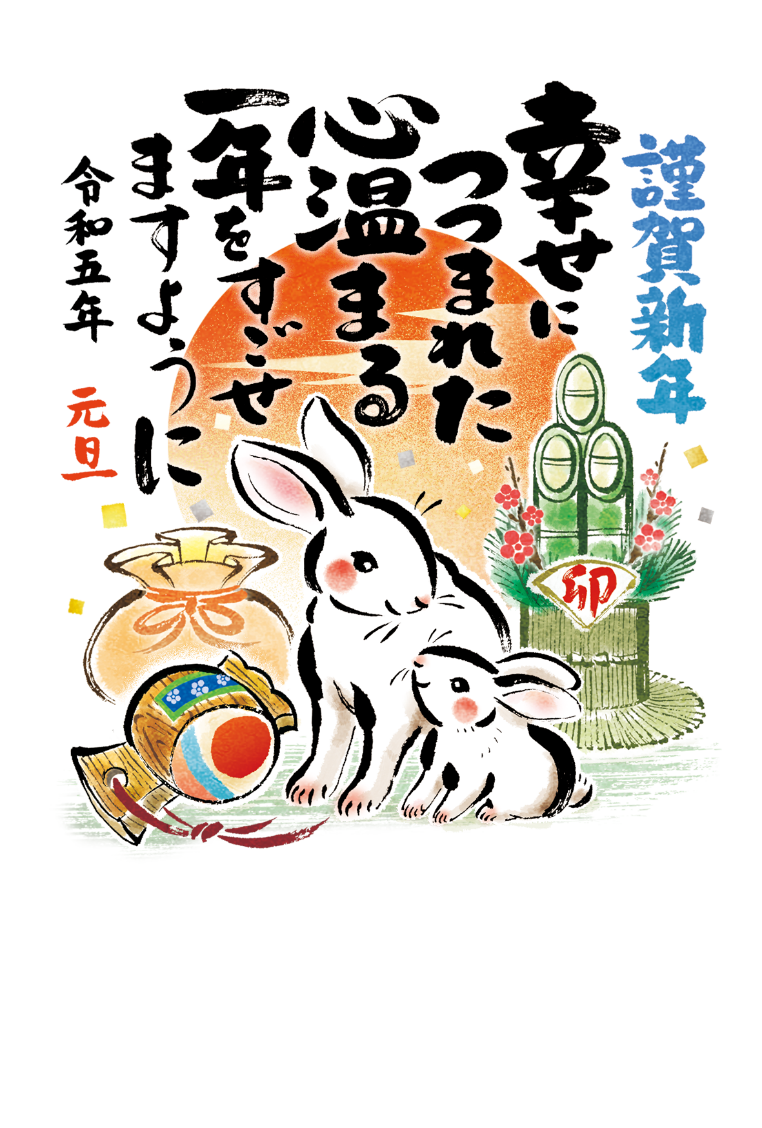 謹賀新年
幸せに
つつまれた
心温まる
一年をすごせ
ますように
令和五年 元旦
卯